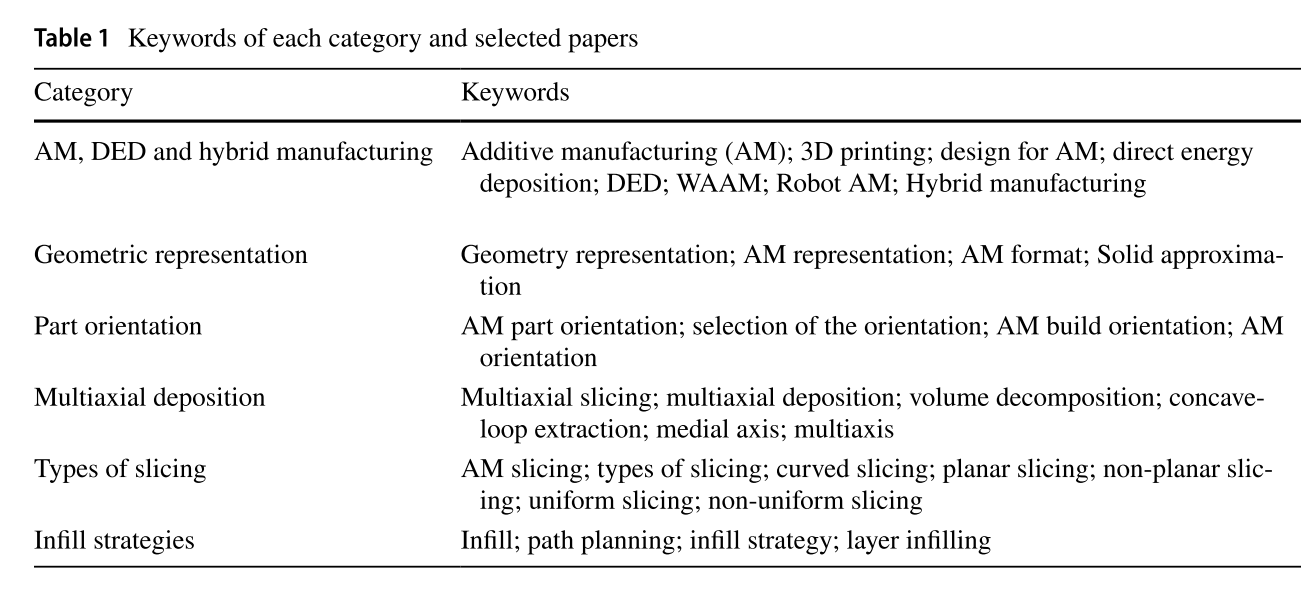 Table 1 Keywords of each category and selected papers
Category Keywords
AM, DED and hybrid manufacturing Additive manufacturing (AM); 3D printing; design for AM; direct energy
deposition; DED; WAAM; Robot AM; Hybrid manufacturing
Geometric representation Geometry representation; AM representation; AM format; Solid approxima-
tion
Part orientation AM part orientation; selection of the orientation; AM build orientation; AM
orientation
Multiaxial deposition Multiaxial slicing; multiaxial deposition; volume decomposition; concave-
loop extraction; medial axis; multiaxis
Types of slicing AM slicing; types of slicing; curved slicing; planar slicing; non-planar slic-
ing; uniform slicing; non-uniform slicing
Infill strategies Infill; path planning; infill strategy; layer infilling